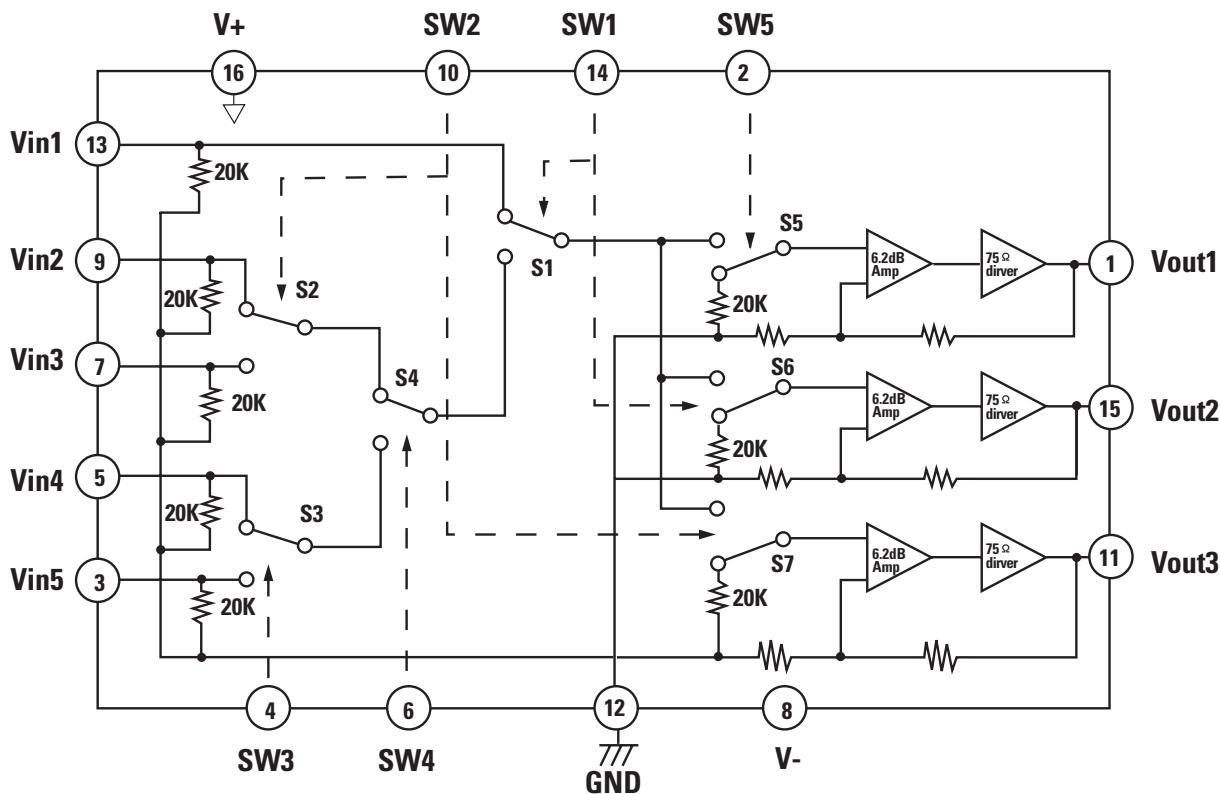 V+ SW2 SW1 SW5
16 10 14 2
Vin1 13
20K
S5
S1
Vin2 9
6.2dB Amp
75 Ω dirver
1 Vout1
20K
S2
20K
Vin3 7
S4
S6
20K
6.2dB Amp
75 Ω dirver
15 Vout2
20K
Vin4 5
20K
S3
S7
6.2dB Amp
75 Ω dirver
11 Vout3
Vin5 3
20K
20K
4 6 12 8
SW3 SW4 GND V-